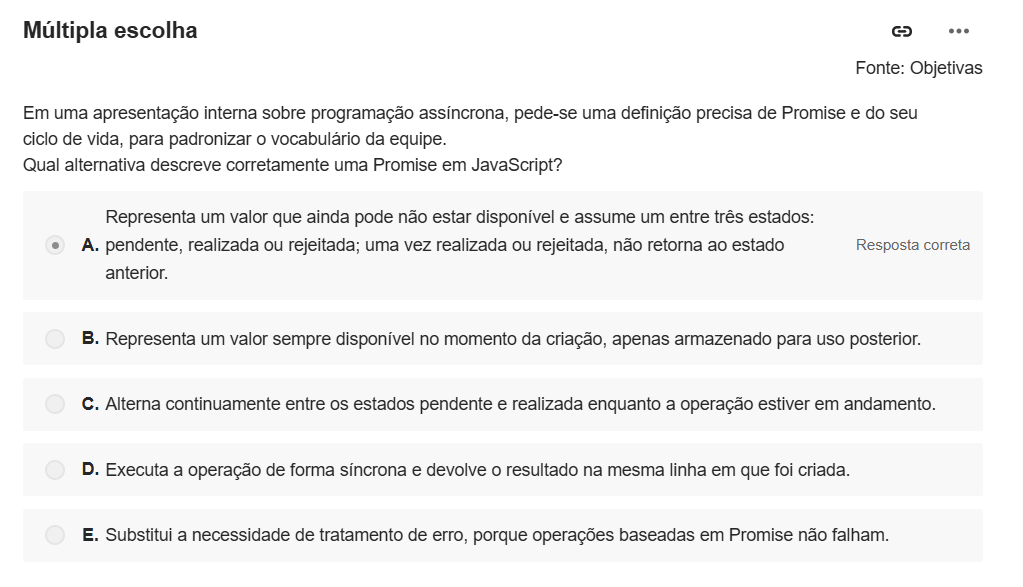 Múltipla escolha
Fonte: Objetivas
Em uma apresentação interna sobre programação assíncrona, pede-se uma definição precisa de Promise e do seu
ciclo de vida, para padronizar o vocabulário da equipe.
Qual alternativa descreve corretamente uma Promise em JavaScript?
Representa um valor que ainda pode não estar disponível e assume um entre três estados:
A. pendente, realizada ou rejeitada; uma vez realizada ou rejeitada, não retorna ao estado
anterior.
Resposta correta
B. Representa um valor sempre disponível no momento da criação, apenas armazenado para uso posterior.
C. Alterna continuamente entre os estados pendente e realizada enquanto a operação estiver em andamento.
D. Executa a operação de forma síncrona e devolve o resultado na mesma linha em que foi criada.
E. Substitui a necessidade de tratamento de erro, porque operações baseadas em Promise não falham.